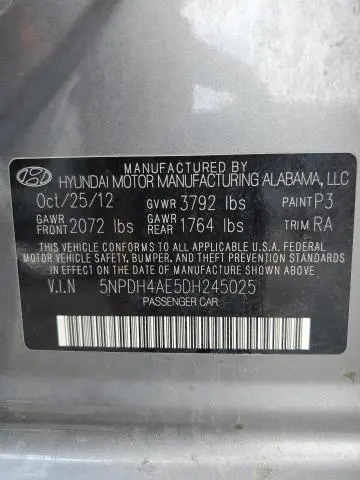 MANUFACTURED BY
HYUNDAI MOTOR MANUFACTURING ALABAMA, LLC
Oct/25/12 GVWR 3792 lbs PAINT P3
GAWR FRONT 2072 lbs GAWR REAR 1764 lbs TRIM RA
THIS VEHICLE CONFORMS TO ALL APPLICABLE U.S.A. FEDERAL
MOTOR VEHICLE SAFETY, BUMPER, AND THEFT PREVENTION STANDARDS
IN EFFECT ON THE DATE OF MANUFACTURE SHOWN ABOVE.
V.I.N 5NPDH4AE5DH245025
PASSENGER CAR